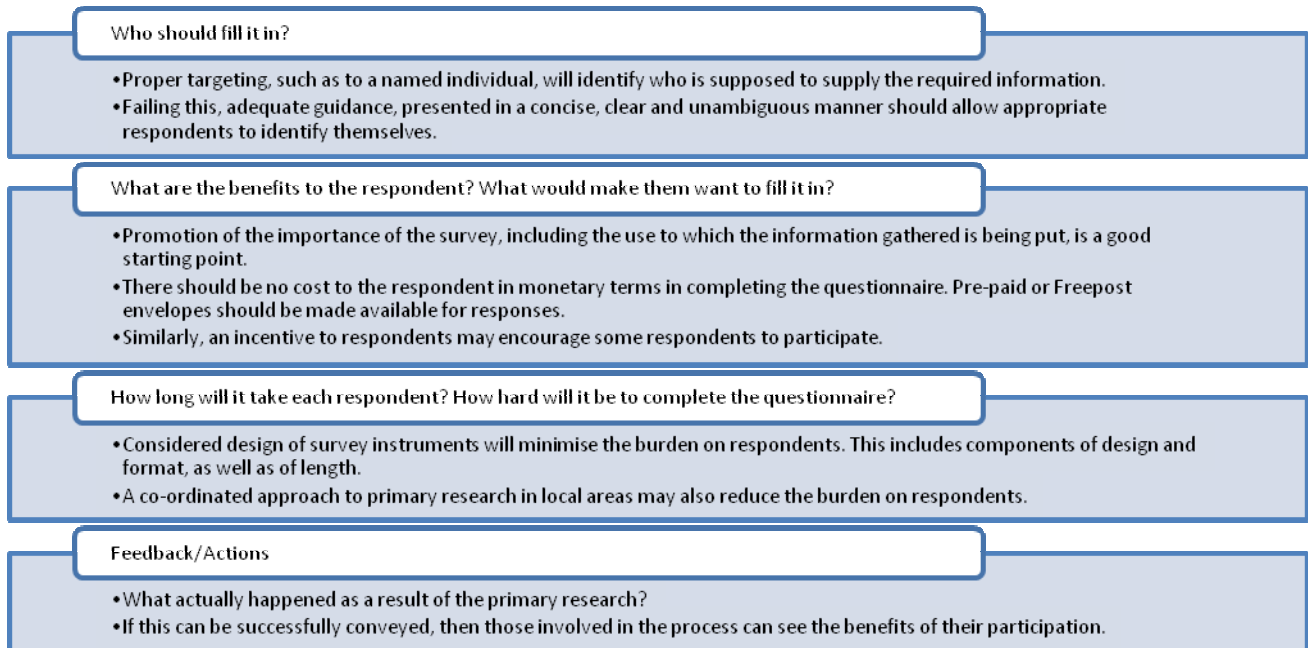 Who should fill it in?
•Proper targeting, such as to a named individual, will identify who is supposed to supply the required information.
•Failing this, adequate guidance, presented in a concise, clear and unambiguous manner should allow appropriate
respondents to identify themselves.
What are the benefits to the respondent? What would make them want to fill it in?
•Promotion of the importance of the survey, including the use to which the information gathered is being put, is a good
starting point.
•There should be no cost to the respondent in monetary terms in completing the questionnaire. Pre-paid or Freepost
envelopes should be made available for responses.
•Similarly, an incentive to respondents may encourage some respondents to participate.
How long will it take each respondent? How hard will it be to complete the questionnaire?
•Considered design of survey instruments will minimise the burden on respondents. This includes components of design and
format, as well as of length.
•A co-ordinated approach to primary research in local areas may also reduce the burden on respondents.
Feedback/Actions
•What actually happened as a result of the primary research?
•If this can be successfully conveyed, then those involved in the process can see the benefits of their participation.